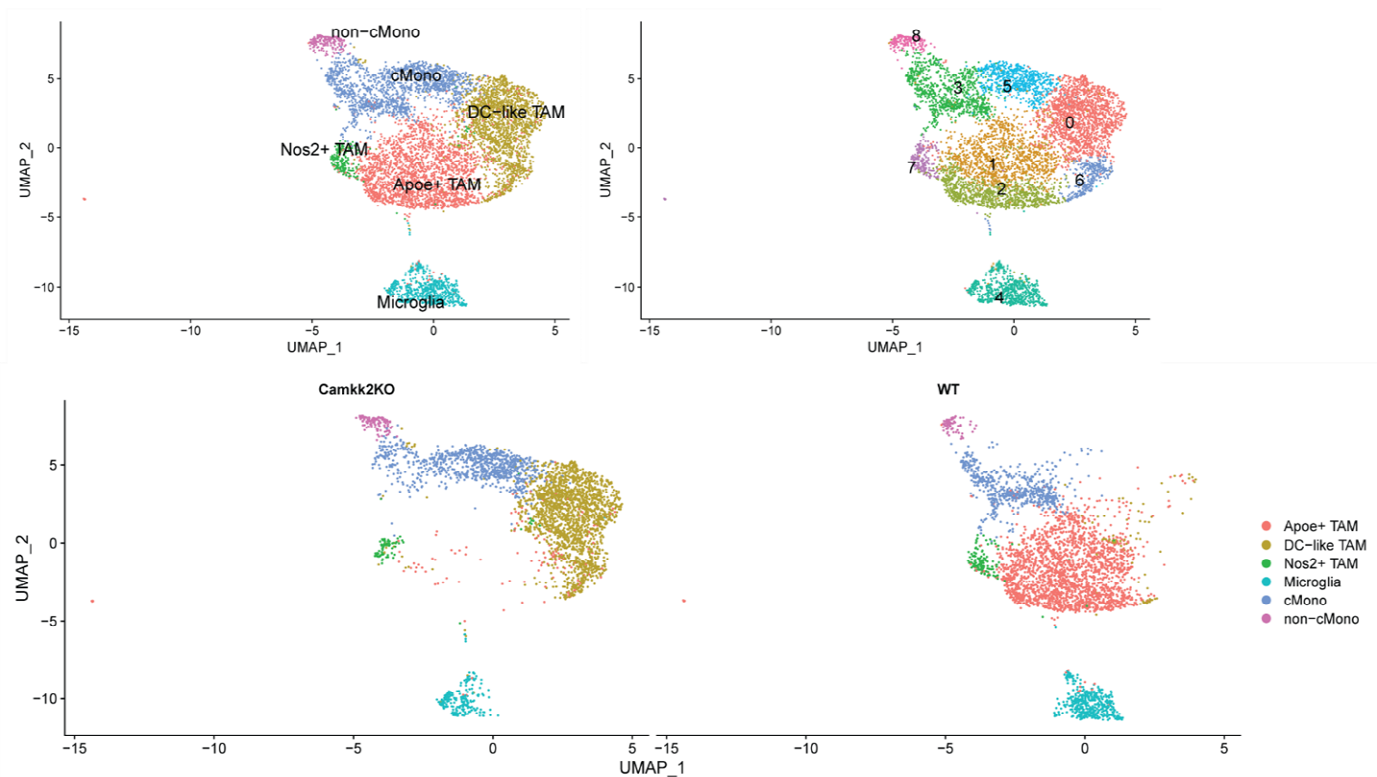 non−cMono
cMono
DC−like TAM
Nos2+ TAM
Apoe+ TAM
Microglia
5
0
−5
−10
UMAP_2
−15
−10
−5
0
5
UMAP_1
8
3
5
0
1
7
2
6
4
5
0
−5
−10
UMAP_2
−15
−10
−5
0
5
UMAP_1
Camkk2KO
WT
5
0
−5
−10
UMAP_2
−15
−10
−5
0
5
−15
−10
−5
0
5
UMAP_1
Apoe+ TAM
DC−like TAM
Nos2+ TAM
Microglia
cMono
non−cMono